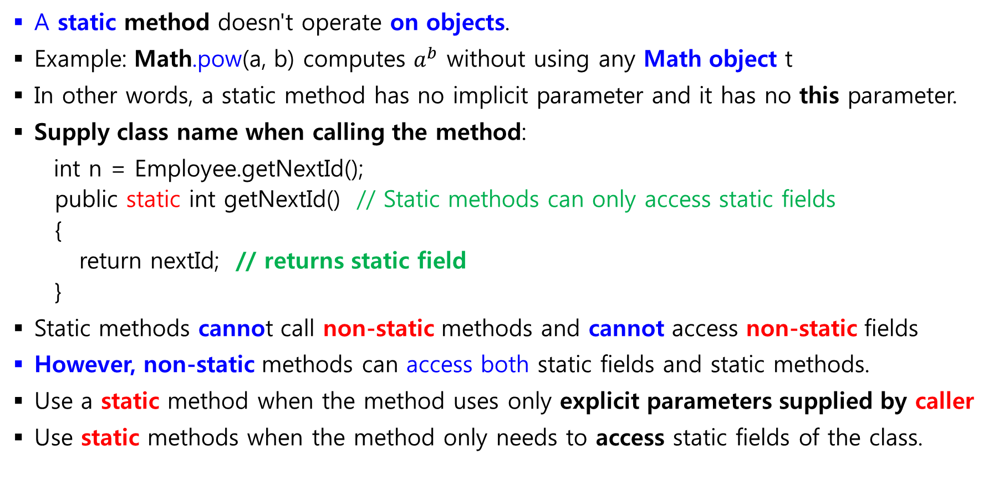 ▪ A static method doesn't operate on objects.
▪ Example: Math.pow(a, b) computes a^b without using any Math object t
▪ In other words, a static method has no implicit parameter and it has no this parameter.
▪ Supply class name when calling the method:
int n = Employee.getNextId();
public static int getNextId() // Static methods can only access static fields
{
return nextId; // returns static field
}
▪ Static methods cannot call non-static methods and cannot access non-static fields
▪ However, non-static methods can access both static fields and static methods.
▪ Use a static method when the method uses only explicit parameters supplied by caller
▪ Use static methods when the method only needs to access static fields of the class.